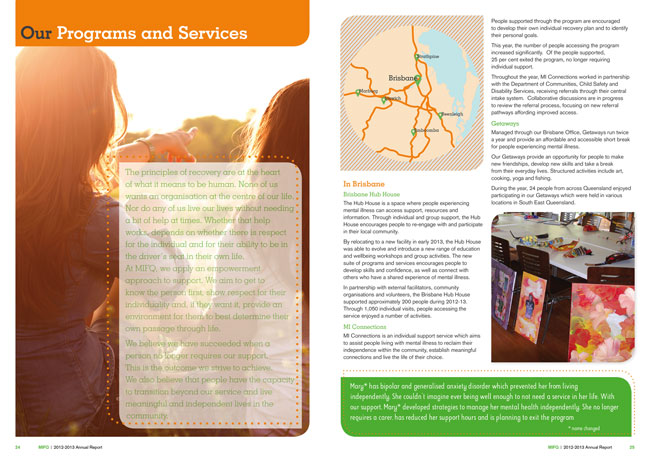 Our Programs and Services
The principles of recovery are at the heart
of what it means to be human. None of us
wants an organisation at the centre of our life.
Nor do any of us live our lives without needing
a bit of help at times. Whether that help
works, depends on whether there is respect
for the individual and for their ability to be in
the driver's seat in their own life.
At MIFQ, we apply an empowerment
approach to support. We aim to get to
know the person first, show respect for their
individuality and, if they want it, provide an
environment for them to best determine their
own passage through life.
We believe we have succeeded when a
person no longer requires our support.
This is the outcome we strive to achieve.
We also believe that people have the capacity
to transition beyond our service and live
meaningful and independent lives in the
community.
24 MIFQ | 2012-2013 Annual Report
Strathpine
Brisbane
Marburg
Ipswich
Beenleigh
Jimboomba
In Brisbane
Brisbane Hub House
The Hub House is a space where people experiencing
mental illness can access support, resources and
information. Through individual and group support, the Hub
House encourages people to re-engage with and participate
in their local community.
By relocating to a new facility in early 2013, the Hub House
was able to evolve and introduce a new range of education
and wellbeing workshops and group activities. The new
suite of programs and services encourages people to
develop skills and confidence, as well as connect with
others who have a shared experience of mental illness.
In partnership with external facilitators, community
organisations and volunteers, the Brisbane Hub House
supported approximately 200 people during 2012-13.
Through 1,050 individual visits, people accessing the
service enjoyed a number of activities.
MI Connections
MI Connections is an individual support service which aims
to assist people living with mental illness to reclaim their
independence within the community, establish meaningful
connections and live the life of their choice.
People supported through the program are encouraged
to develop their own individual recovery plan and to identify
their personal goals.
This year, the number of people accessing the program
increased significantly. Of the people supported,
25 per cent exited the program, no longer requiring
individual support.
Throughout the year, MI Connections worked in partnership
with the Department of Communities, Child Safety and
Disability Services, receiving referrals through their central
intake system. Collaborative discussions are in progress
to review the referral process, focusing on new referral
pathways affording improved access.
Getaways
Managed through our Brisbane Office, Getaways run twice
a year and provide an affordable and accessible short break
for people experiencing mental illness.
Our Getaways provide an opportunity for people to make
new friendships, develop new skills and take a break
from their everyday lives. Structured activities include art,
cooking, yoga and fishing.
During the year, 24 people from across Queensland enjoyed
participating in our Getaways which were held in various
locations in South East Queensland.
Mary* has bipolar and generalised anxiety disorder which prevented her from living
independently. She couldn't imagine ever being well enough to not need a service in her life. With
our support, Mary* developed strategies to manage her mental health independently. She no longer
requires a carer, has reduced her support hours and is planning to exit the program
* name changed
MIFQ | 2012-2013 Annual Report 25